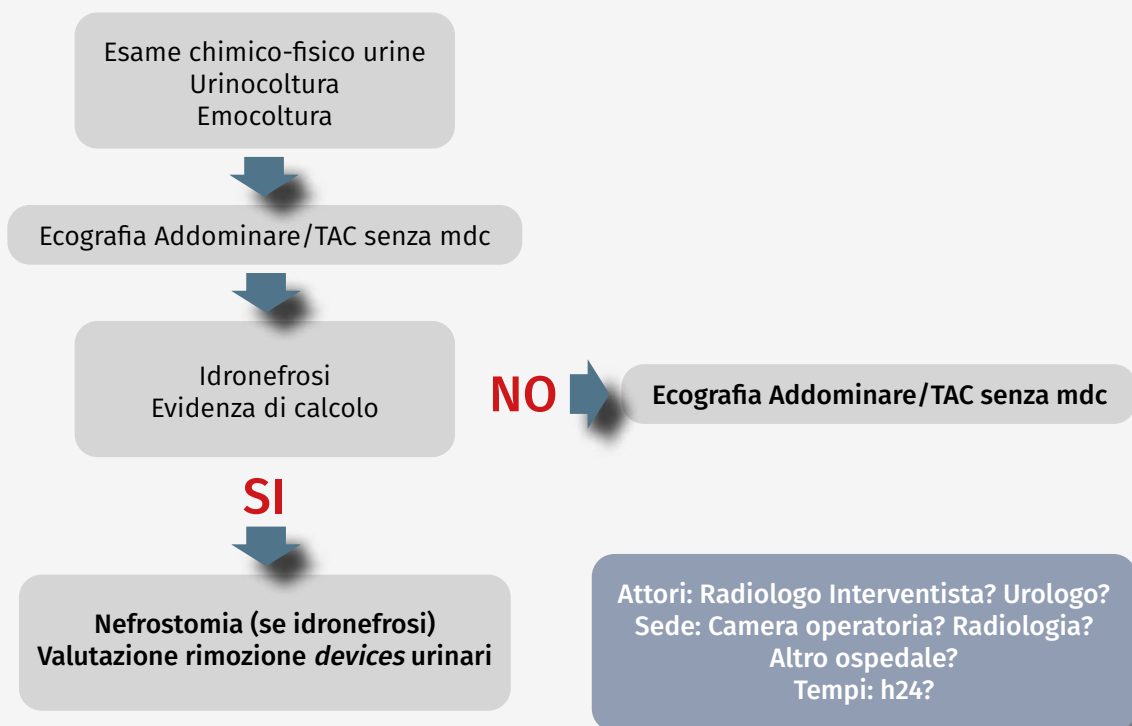 Esame chimico-fisico urine
Urinocoltura
Emocoltura
Ecografia Addominare/TAC senza mdc
Idronefrosi
Evidenza di calcolo
NO
Ecografia Addominare/TAC senza mdc
SI
Nefrostomia (se idronefrosi)
Valutazione rimozione devices urinari
Attori: Radiologo Interventista? Urologo?
Sede: Camera operatoria? Radiologia?
Altro ospedale?
Tempi: h24?